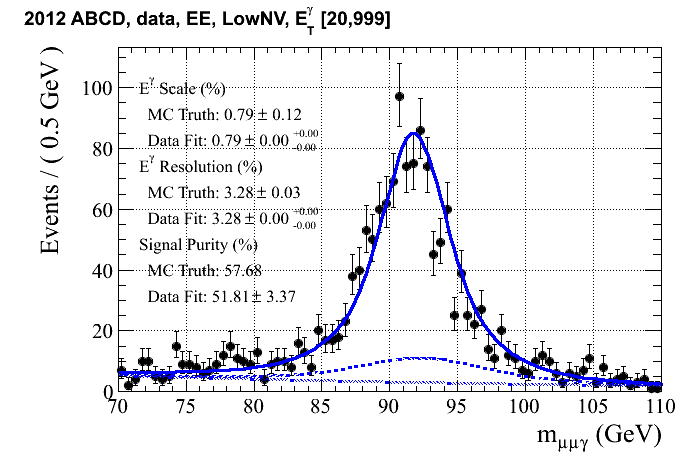 2012 ABCD, data, EE, LowNV, E_T^γ [20,999]
Events / ( 0.5 GeV )
E^γ Scale (%)
MC Truth: 0.79 ± 0.12
Data Fit: 0.79 ± 0.00 +0.00 -0.00
E^γ Resolution (%)
MC Truth: 3.28 ± 0.03
Data Fit: 3.28 ± 0.00 +0.00 -0.00
Signal Purity (%)
MC Truth: 57.68
Data Fit: 51.81 ± 3.37
100
80
60
40
20
0
70 75 80 85 90 95 100 105 110
m_μμγ (GeV)